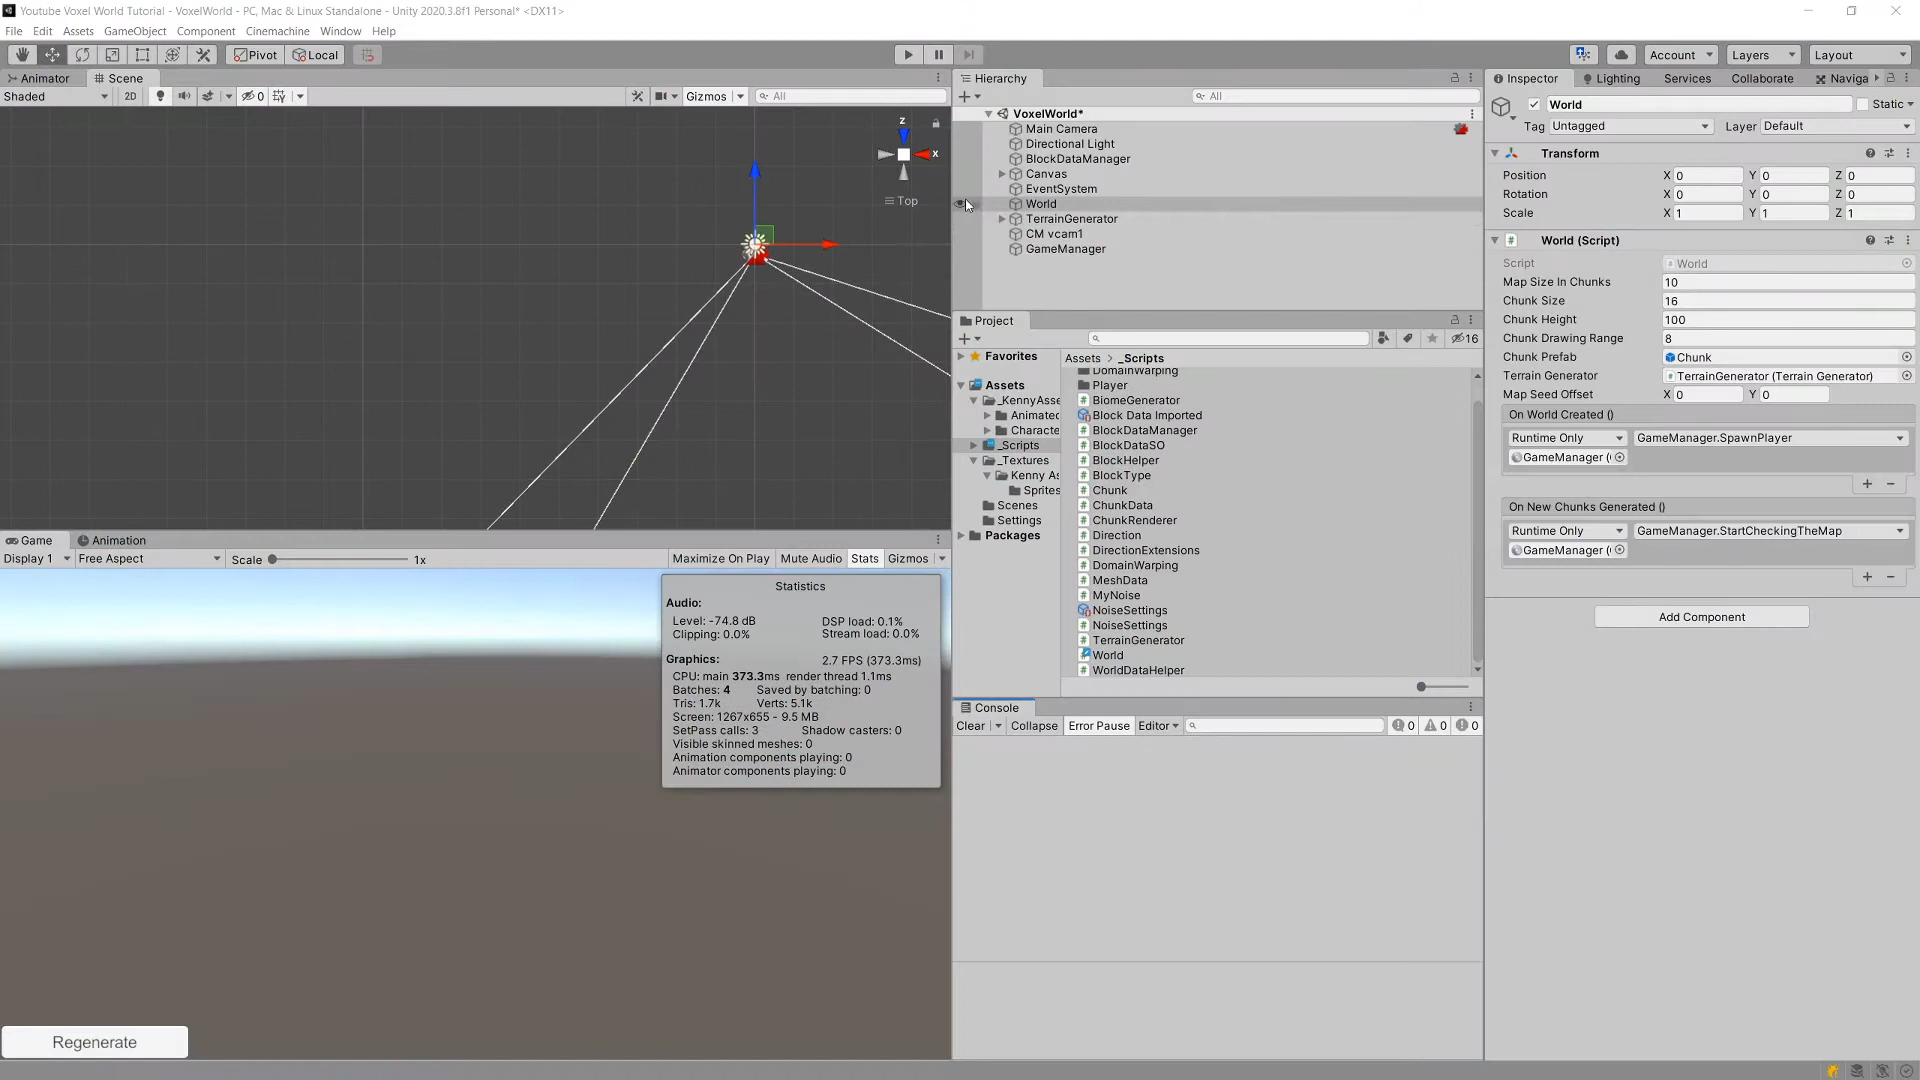 Youtube Voxel World Tutorial - VoxelWorld - PC, Mac & Linux Standalone - Unity 2020.3.8f1 Personal* <DX11>
File Edit Assets GameObject Component Cinemachine Window Help
Pivot Local Account Layers Layout
Animator Scene
Shaded 2D 0 Gizmos All
z
x
Top
Game Animation
Display 1 Free Aspect Scale 1x Maximize On Play Mute Audio Stats Gizmos
Statistics
Audio:
Level: -74.8 dB DSP load: 0.1%
Clipping: 0.0% Stream load: 0.0%
Graphics: 2.7 FPS (373.3ms)
CPU: main 373.3ms render thread 1.1ms
Batches: 4 Saved by batching: 0
Tris: 1.7k Verts: 5.1k
Screen: 1267x655 - 9.5 MB
SetPass calls: 3 Shadow casters: 0
Visible skinned meshes: 0
Animation components playing: 0
Animator components playing: 0
Regenerate
Hierarchy
All
VoxelWorld*
Main Camera
Directional Light
BlockDataManager
Canvas
EventSystem
World
TerrainGenerator
CM vcam1
GameManager
Project
16
Favorites
Assets
_KennyAsse
Animated
Characte
_Scripts
_Textures
Kenny As
Sprites
Scenes
Settings
Packages
Assets > _Scripts
DomainWarping
Player
BiomeGenerator
Block Data Imported
BlockDataManager
BlockDataSO
BlockHelper
BlockType
Chunk
ChunkData
ChunkRenderer
Direction
DirectionExtensions
DomainWarping
MeshData
MyNoise
NoiseSettings
NoiseSettings
TerrainGenerator
World
WorldDataHelper
Console
Clear Collapse Error Pause Editor 0 0 0
Inspector Lighting Services Collaborate Naviga
World Static
Tag Untagged Layer Default
Transform
Position X 0 Y 0 Z 0
Rotation X 0 Y 0 Z 0
Scale X 1 Y 1 Z 1
World (Script)
Script World
Map Size In Chunks 10
Chunk Size 16
Chunk Height 100
Chunk Drawing Range 8
Chunk Prefab Chunk
Terrain Generator TerrainGenerator (Terrain Generator)
Map Seed Offset X 0 Y 0
On World Created ()
Runtime Only GameManager.SpawnPlayer
GameManager (
On New Chunks Generated ()
Runtime Only GameManager.StartCheckingTheMap
GameManager (
Add Component